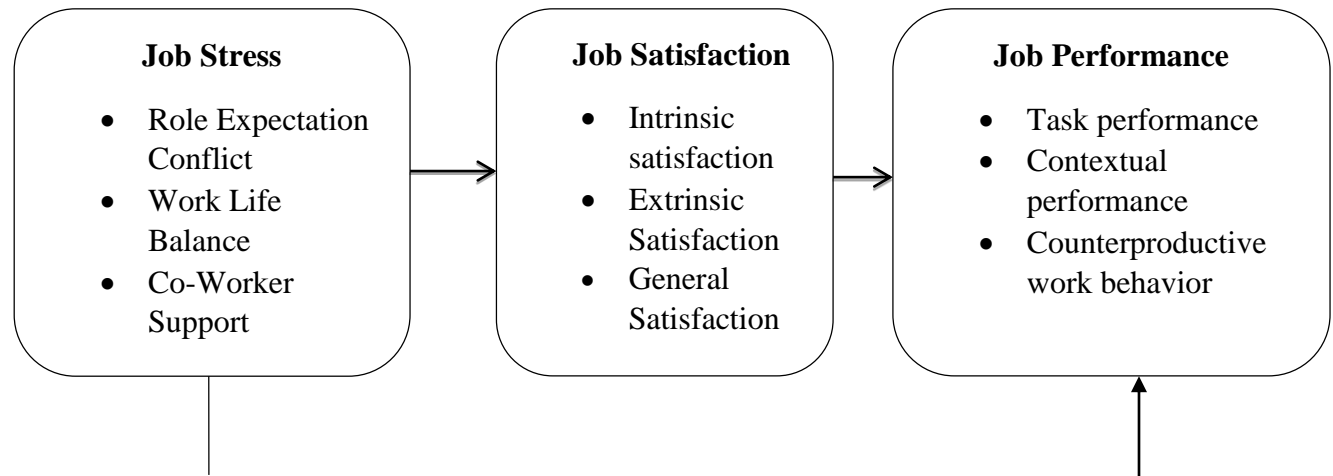 Job Stress
• Role Expectation
Conflict
• Work Life
Balance
• Co-Worker
Support
Job Satisfaction
• Intrinsic
satisfaction
• Extrinsic
Satisfaction
• General
Satisfaction
Job Performance
• Task performance
• Contextual
performance
• Counterproductive
work behavior